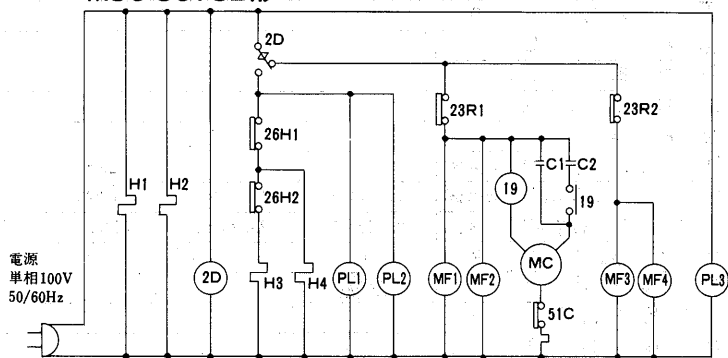 2D
23R1
23R2
26H1
C1
C2
H1
H2
26H2
19
19
MC
電源
単相100V
50/60Hz
2D
H3
H4
PL1
PL2
MF1
MF2
MF3
MF4
PL3
51C